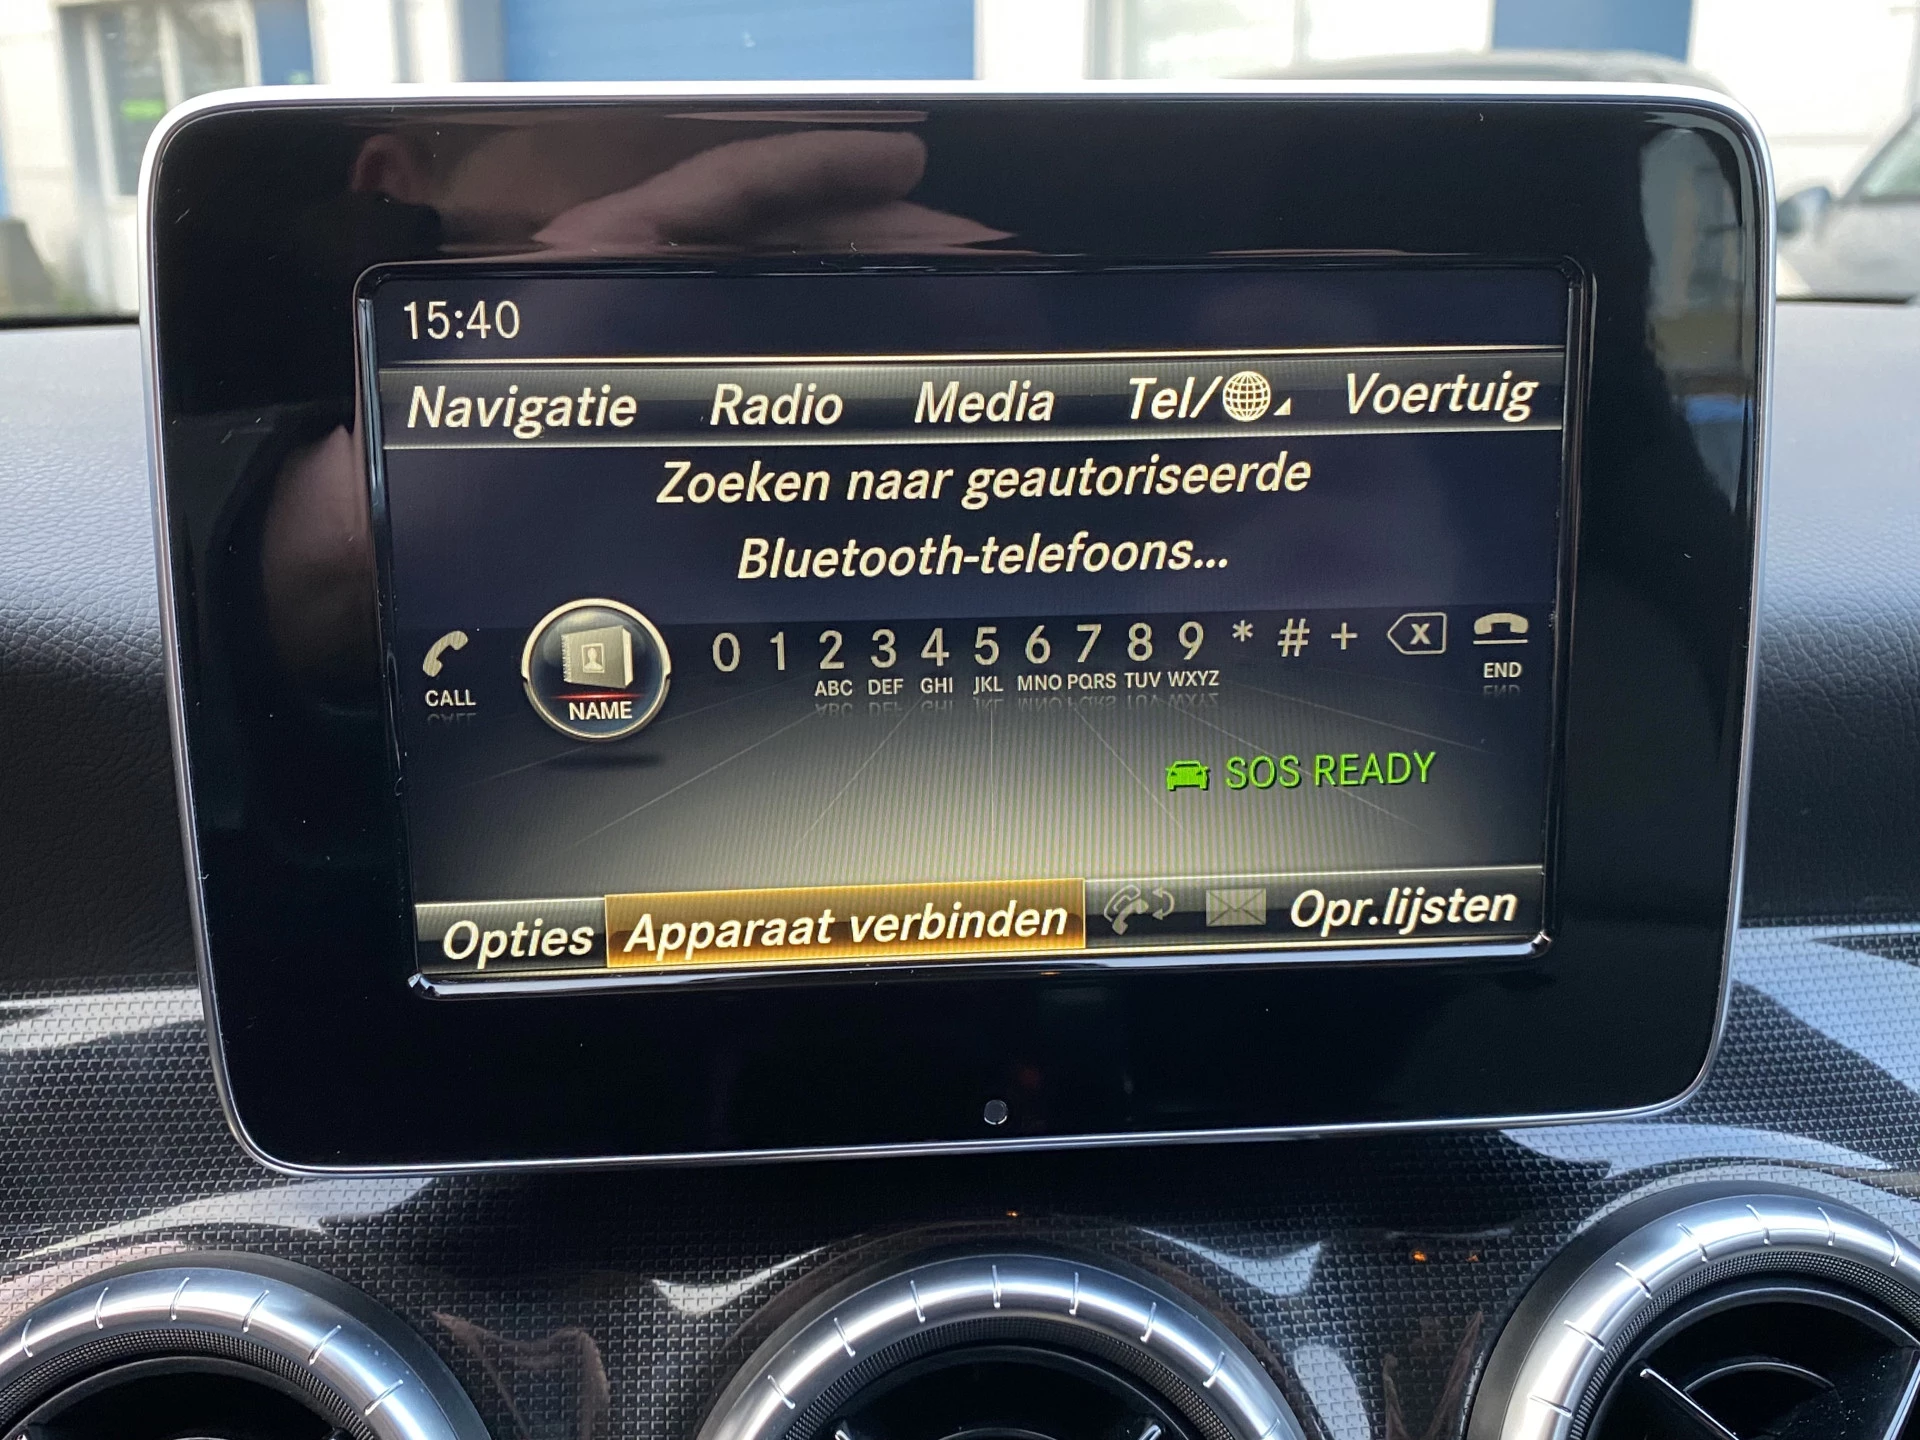 15:40
Navigatie Radio Media Tel/ Voertuig
Zoeken naar geautoriseerde
Bluetooth-telefoons...
0 1 2 3 4 5 6 7 8 9 * # +
ABC DEF GHI JKL MNO PQRS TUV WXYZ
CALL NAME END
SOS READY
Opties Apparaat verbinden Opr.lijsten